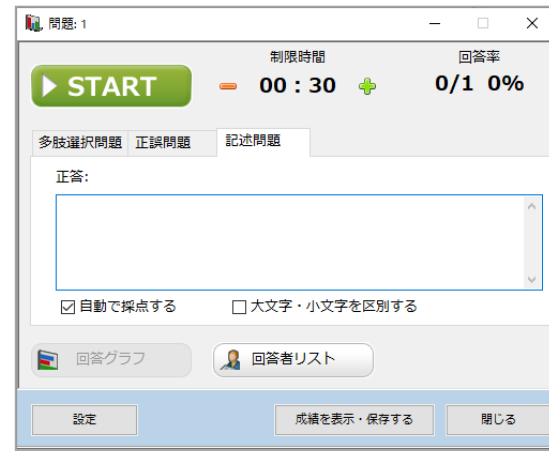 問題: 1
制限時間
回答率
START
00 : 30
0/1 0%
多肢選択問題 正誤問題 記述問題
正答:
自動で採点する 大文字・小文字を区別する
回答グラフ 回答者リスト
設定 成績を表示・保存する 閉じる